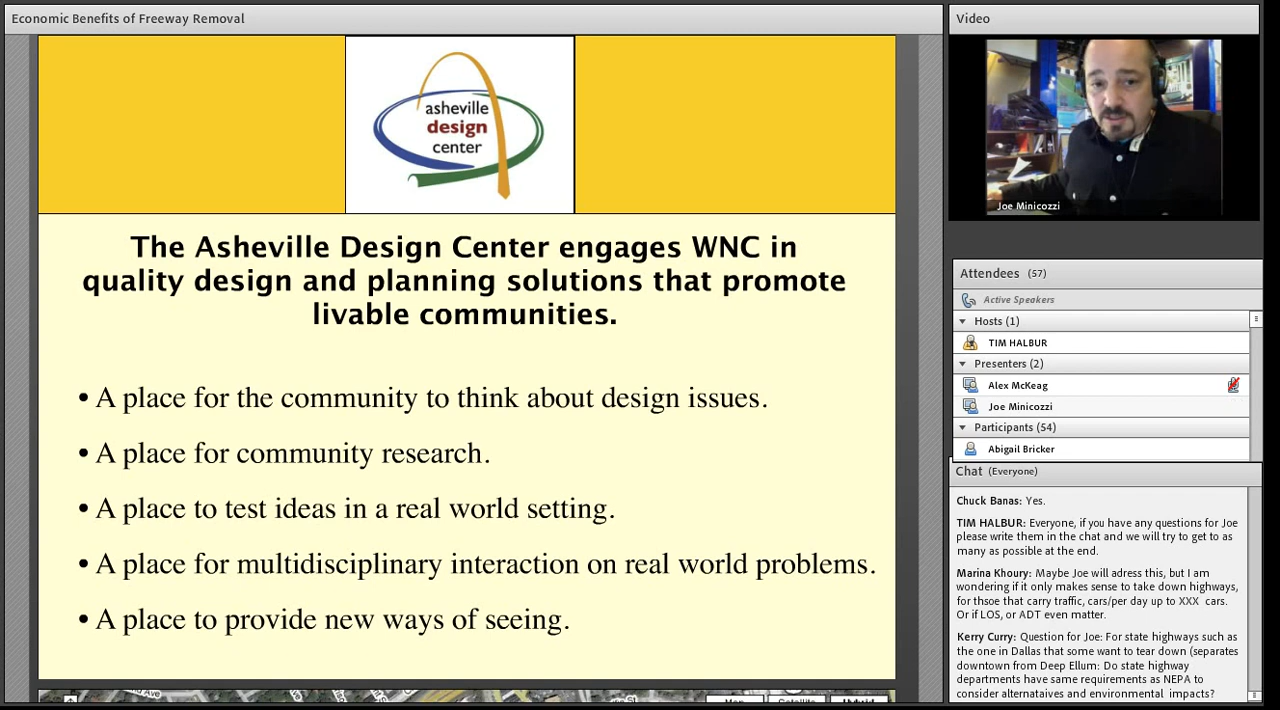 Economic Benefits of Freeway Removal
asheville
design
center
The Asheville Design Center engages WNC in
quality design and planning solutions that promote
livable communities.
• A place for the community to think about design issues.
• A place for community research.
• A place to test ideas in a real world setting.
• A place for multidisciplinary interaction on real world problems.
• A place to provide new ways of seeing.
Video
Joe Minicozzi
Attendees (57)
Active Speakers
Hosts (1)
TIM HALBUR
Presenters (2)
Alex McKeag
Joe Minicozzi
Participants (54)
Abigail Bricker
Chat (Everyone)
Chuck Banas: Yes.
TIM HALBUR: Everyone, if you have any questions for Joe
please write them in the chat and we will try to get to as
many as possible at the end.
Marina Khoury: Maybe Joe will adress this, but I am
wondering if it only makes sense to take down highways,
for thsoe that carry traffic, cars/per day up to XXX cars.
Or if LOS, or ADT even matter.
Kerry Curry: Question for Joe: For state highways such as
the one in Dallas that some want to tear down (separates
downtown from Deep Ellum: Do state highway
departments have same requirements as NEPA to
consider alternataives and environmental impacts?